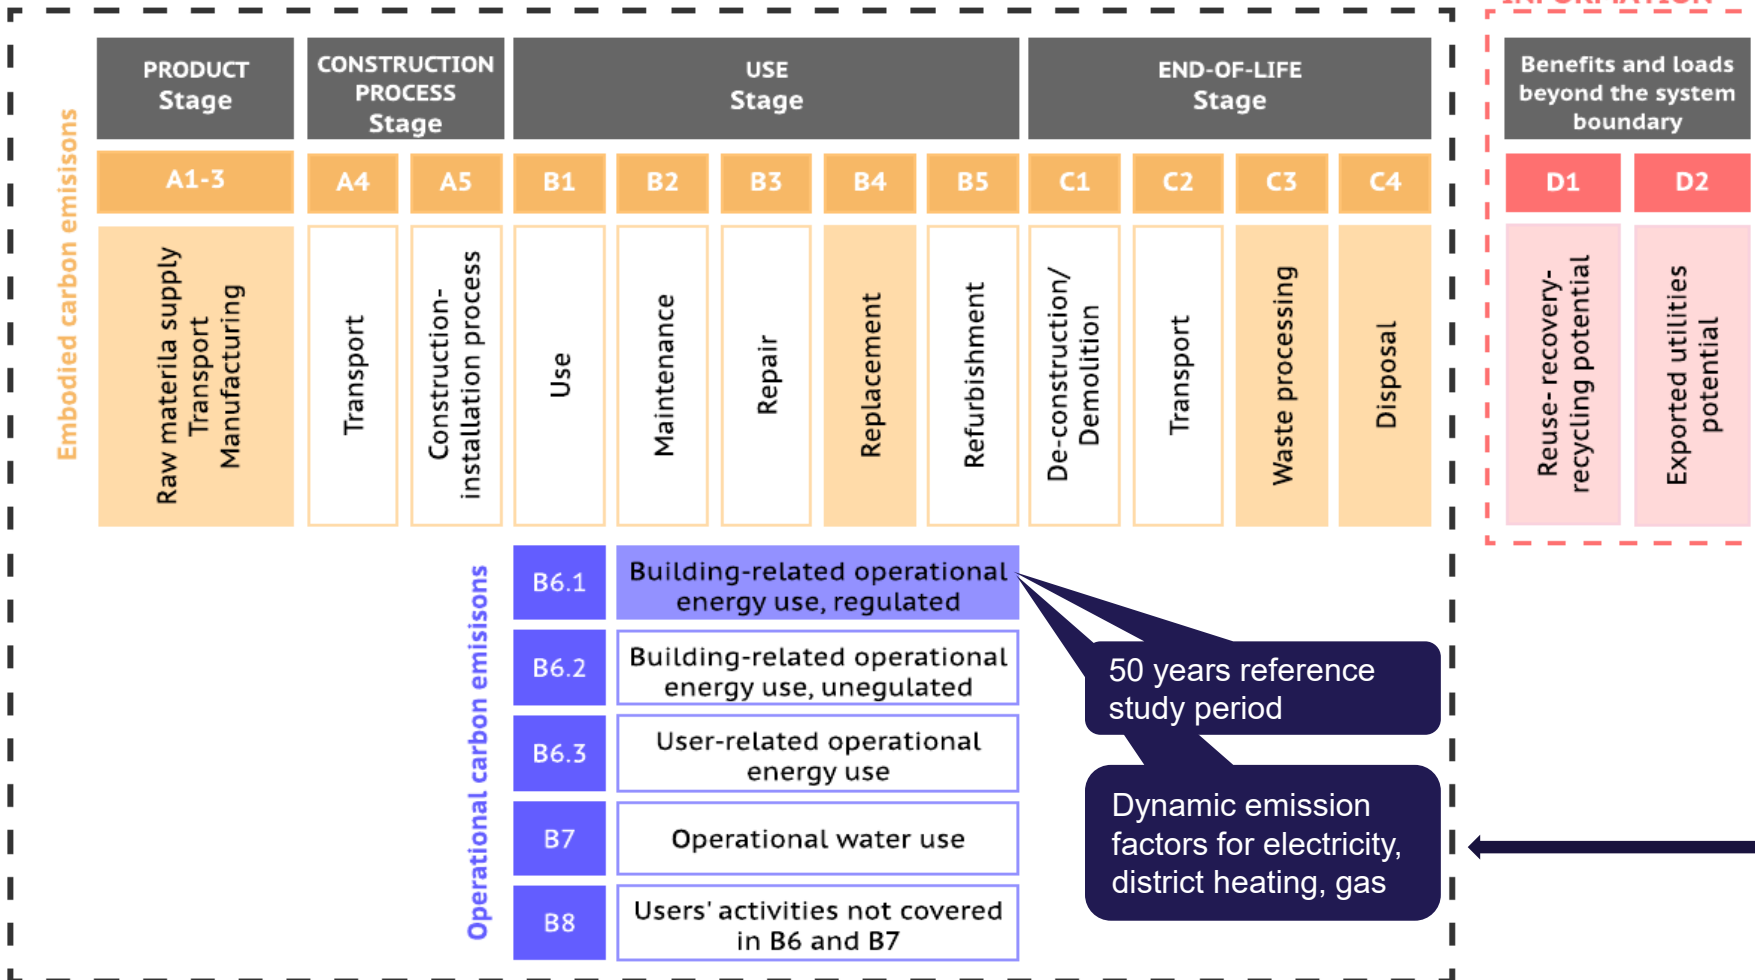 INFORMATION
PRODUCT
Stage
CONSTRUCTION
PROCESS
Stage
USE
Stage
END-OF-LIFE
Stage
Benefits and loads
beyond the system
boundary
Embodied carbon emisisons
A1-3
A4
A5
B1
B2
B3
B4
B5
C1
C2
C3
C4
D1
D2
Raw materila supply
Transport
Manufacturing
Transport
Construction-
installation process
Use
Maintenance
Repair
Replacement
Refurbishment
De-construction/
Demolition
Transport
Waste processing
Disposal
Reuse- recovery-
recycling potential
Exported utilities
potential
Operational carbon emisisons
B6.1
Building-related operational
energy use, regulated
B6.2
Building-related operational
energy use, unegulated
B6.3
User-related operational
energy use
B7
Operational water use
B8
Users' activities not covered
in B6 and B7
50 years reference
study period
Dynamic emission
factors for electricity,
district heating, gas